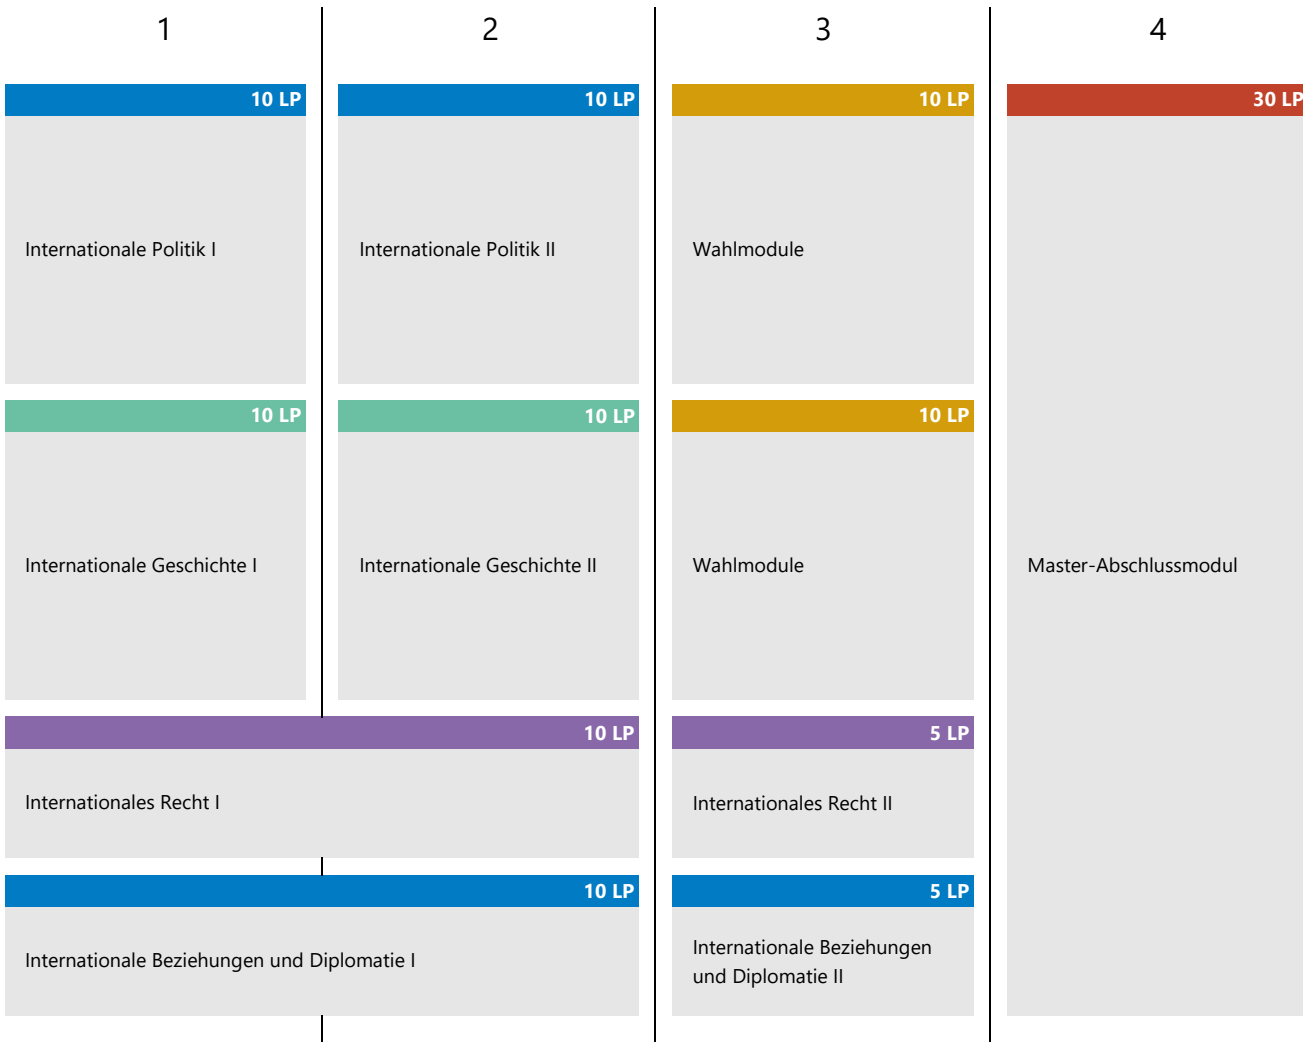 1
2
3
4
10 LP
10 LP
10 LP
30 LP
Internationale Politik I
Internationale Politik II
Wahlmodule
10 LP
10 LP
10 LP
Internationale Geschichte I
Internationale Geschichte II
Wahlmodule
Master-Abschlussmodul
10 LP
5 LP
Internationales Recht I
Internationales Recht II
10 LP
5 LP
Internationale Beziehungen und Diplomatie I
Internationale Beziehungen
und Diplomatie II